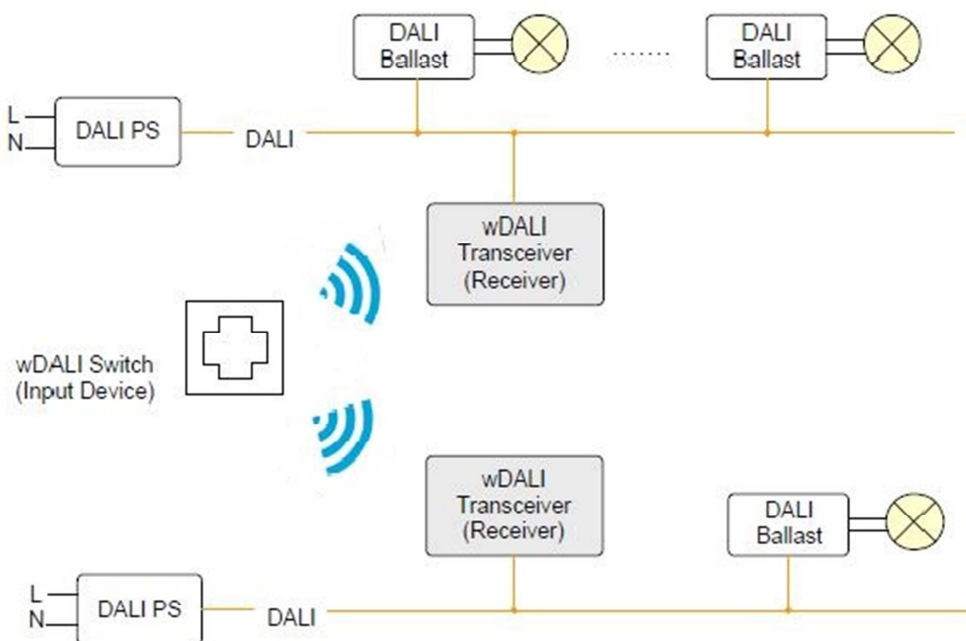 DALI
Ballast
.......
DALI
Ballast
L
N
DALI PS
DALI
wDALI
Transceiver
(Receiver)
wDALI Switch
(Input Device)
wDALI
Transceiver
(Receiver)
DALI
Ballast
L
N
DALI PS
DALI